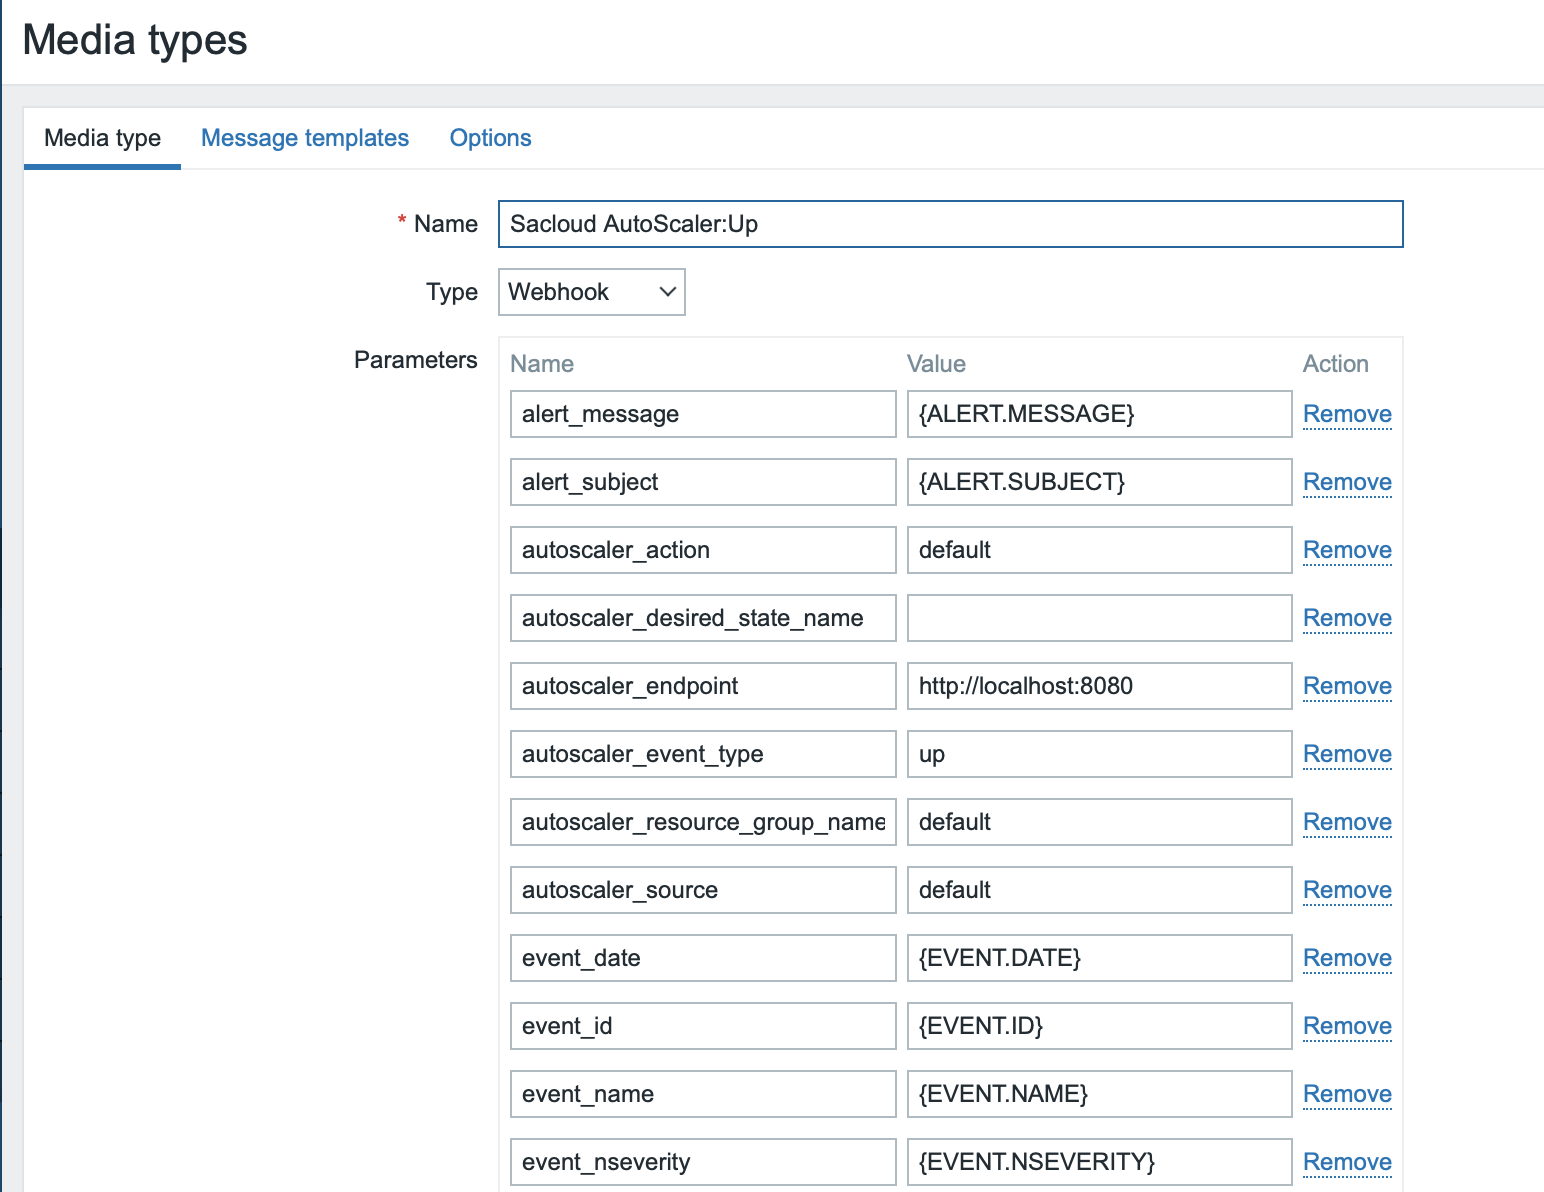 Media types
Media type Message templates Options
* Name Sacloud AutoScaler:Up
Type Webhook
Parameters Name Value Action
alert_message {ALERT.MESSAGE} Remove
alert_subject {ALERT.SUBJECT} Remove
autoscaler_action default Remove
autoscaler_desired_state_name Remove
autoscaler_endpoint http://localhost:8080 Remove
autoscaler_event_type up Remove
autoscaler_resource_group_name default Remove
autoscaler_source default Remove
event_date {EVENT.DATE} Remove
event_id {EVENT.ID} Remove
event_name {EVENT.NAME} Remove
event_nseverity {EVENT.NSEVERITY} Remove